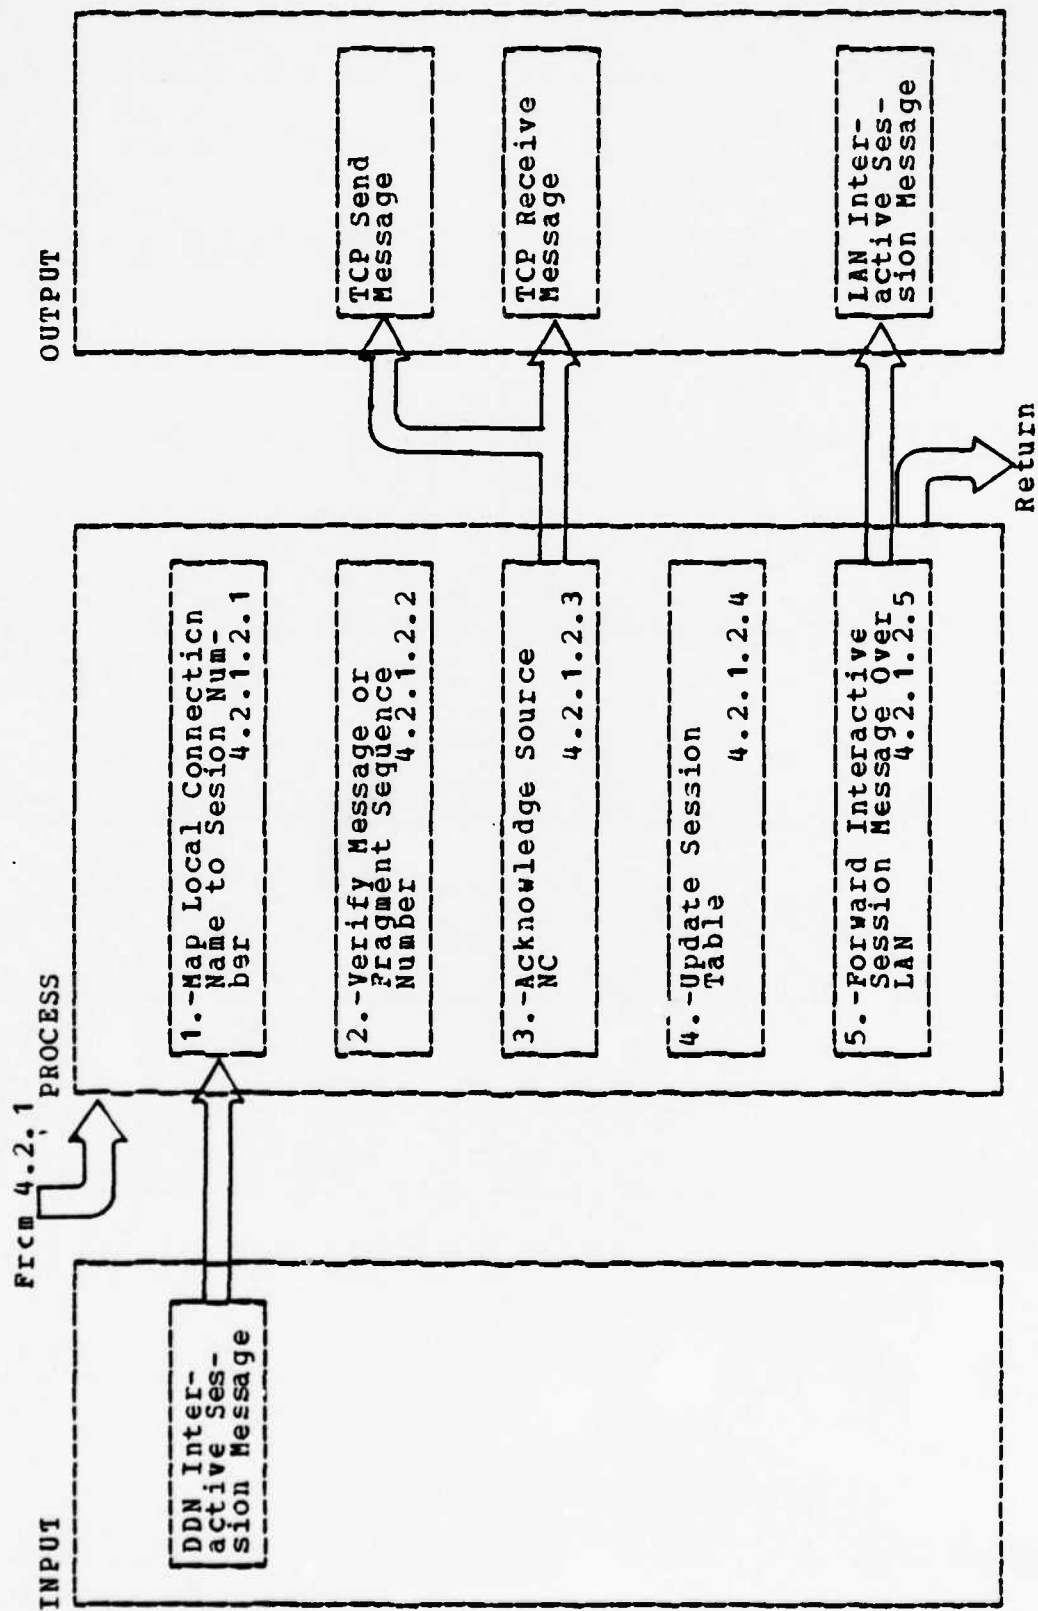 INPUT
DDN Inter-
active Ses-
sion Message
From 4.2.1
PROCESS
1.-Map Local Connection
Name to Sesion Num-
ber 4.2.1.2.1
2.-Verify Message or
Fragment Sequence
Number 4.2.1.2.2
3.-Acknowledge Source
NC 4.2.1.2.3
4.-Update Session
Table 4.2.1.2.4
5.-Forward Interactive
Session Message Over
LAN 4.2.1.2.5
OUTPUT
TCP Send
Message
TCP Receive
Message
LAN Inter-
active Ses-
sion Message
Return